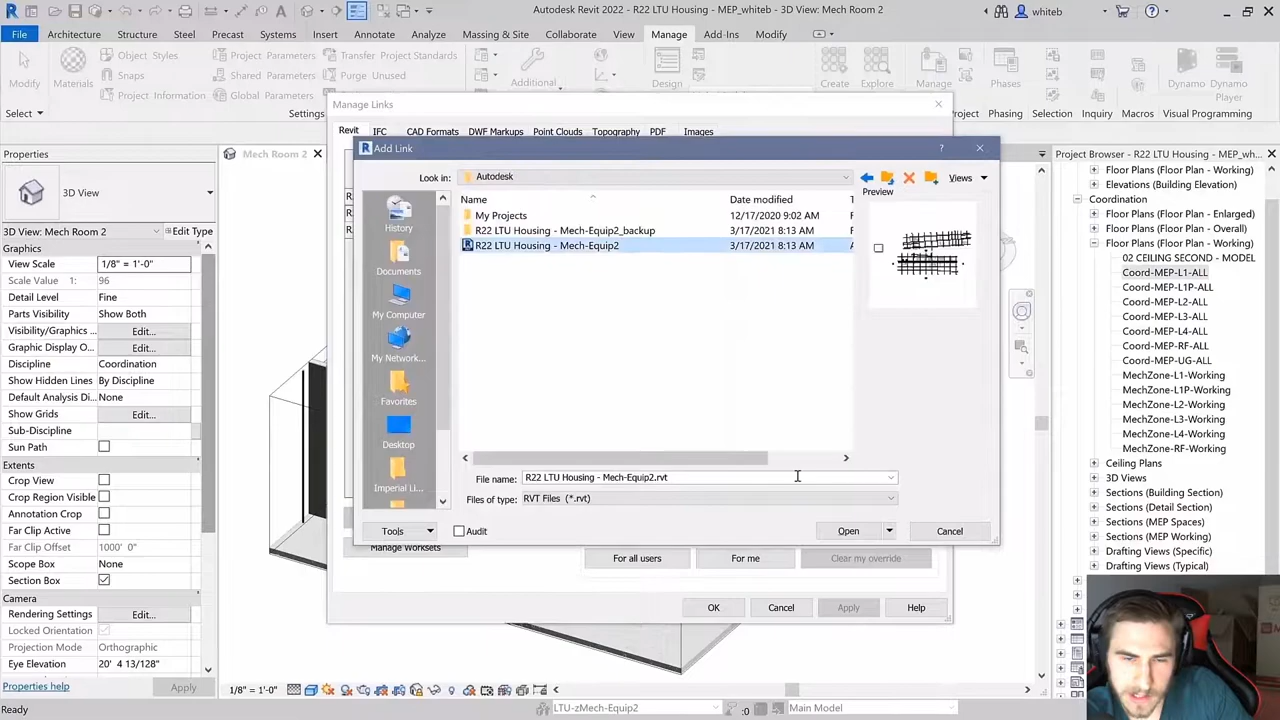 Autodesk Revit 2022 - R22 LTU Housing - MEP_whiteb - 3D View: Mech Room 2
whiteb
File Architecture Structure Steel Precast Systems Insert Annotate Analyze Massing & Site Collaborate View Manage Add-Ins Modify
Modify
Materials
Object Styles
Snaps
Project Information
Project Parameters
Shared Parameters
Global Parameters
Transfer Project Standards
Purge Unused
Additional
Design
Create
Explore
Phases
Dynamo
Dynamo Player
Select
Settings
Project
Phasing
Selection
Inquiry
Macros
Visual Programming
Properties
3D View
3D View: Mech Room 2
Edit Type
Graphics
View Scale 1/8" = 1'-0"
Scale Value 1: 96
Detail Level Fine
Parts Visibility Show Both
Visibility/Graphics ... Edit...
Graphic Display O... Edit...
Discipline Coordination
Show Hidden Lines By Discipline
Default Analysis Di... None
Show Grids Edit...
Sub-Discipline
Sun Path
Extents
Crop View
Crop Region Visible
Annotation Crop
Far Clip Active
Far Clip Offset 1000' 0"
Scope Box None
Section Box
Camera
Rendering Settings Edit...
Locked Orientation
Projection Mode Orthographic
Eye Elevation 20' 4 13/128"
Properties help
Apply
Ready
Mech Room 2
Manage Links
Revit IFC CAD Formats DWF Markups Point Clouds Topography PDF Images
Add Link
Look in: Autodesk
Views
Preview
Name Date modified
My Projects 12/17/2020 9:02 AM
R22 LTU Housing - Mech-Equip2_backup 3/17/2021 8:13 AM
R22 LTU Housing - Mech-Equip2 3/17/2021 8:13 AM
History
Documents
My Computer
My Network...
Favorites
Desktop
Imperial Li...
File name: R22 LTU Housing - Mech-Equip2.rvt
Files of type: RVT Files (*.rvt)
Tools
Audit
Open
Cancel
Manage Worksets
For all users
For me
Clear my override
OK
Cancel
Apply
Help
1/8" = 1'-0"
LTU-zMech-Equip2
:0
Main Model
Project Browser - R22 LTU Housing - MEP_wh...
Floor Plans (Floor Plan - Working)
Elevations (Building Elevation)
Coordination
Floor Plans (Floor Plan - Enlarged)
Floor Plans (Floor Plan - Overall)
Floor Plans (Floor Plan - Working)
02 CEILING SECOND - MODEL
Coord-MEP-L1-ALL
Coord-MEP-L1P-ALL
Coord-MEP-L2-ALL
Coord-MEP-L3-ALL
Coord-MEP-L4-ALL
Coord-MEP-RF-ALL
Coord-MEP-UG-ALL
MechZone-L1-Working
MechZone-L1P-Working
MechZone-L2-Working
MechZone-L3-Working
MechZone-L4-Working
MechZone-RF-Working
Ceiling Plans
3D Views
Sections (Building Section)
Sections (Detail Section)
Sections (MEP Spaces)
Sections (MEP Working)
Drafting Views (Specific)
Drafting Views (Typical)